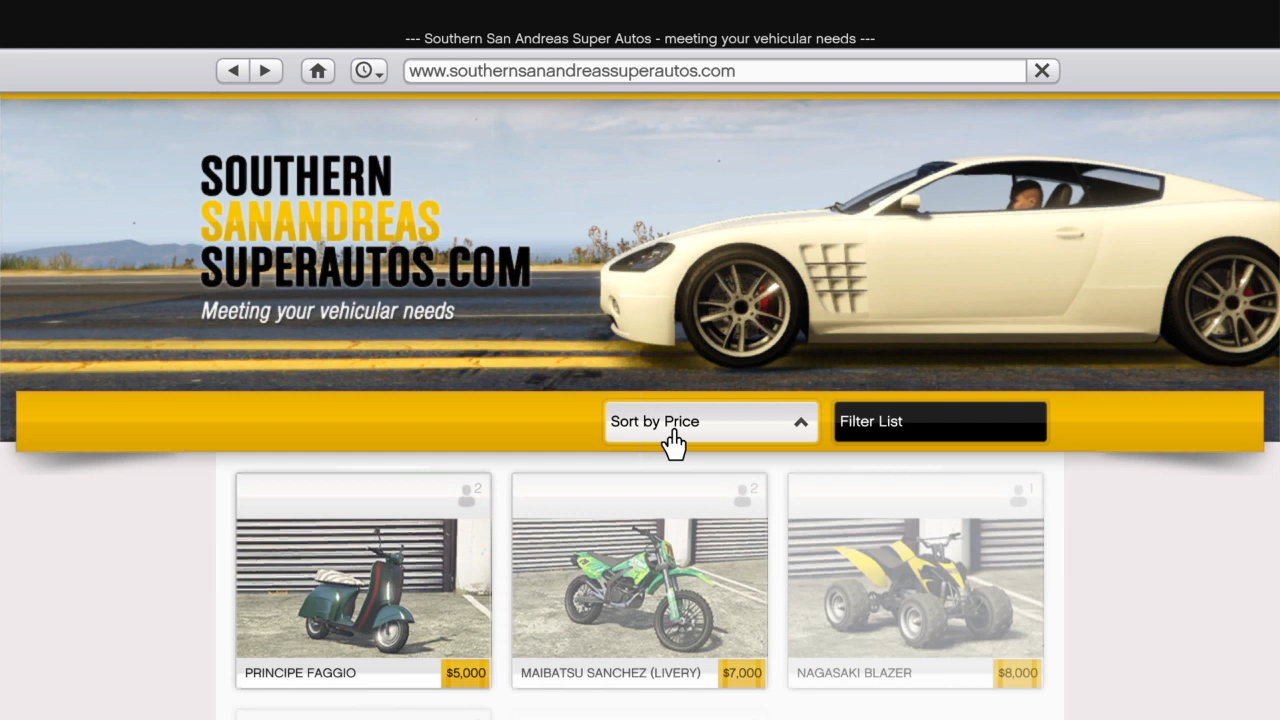 --- Southern San Andreas Super Autos - meeting your vehicular needs ---
www.southernsanandreassuperautos.com
SOUTHERN
SANANDREAS
SUPERAUTOS.COM
Meeting your vehicular needs
Sort by Price
Filter List
2
2
1
PRINCIPE FAGGIO $5,000
MAIBATSU SANCHEZ (LIVERY) $7,000
NAGASAKI BLAZER $8,000